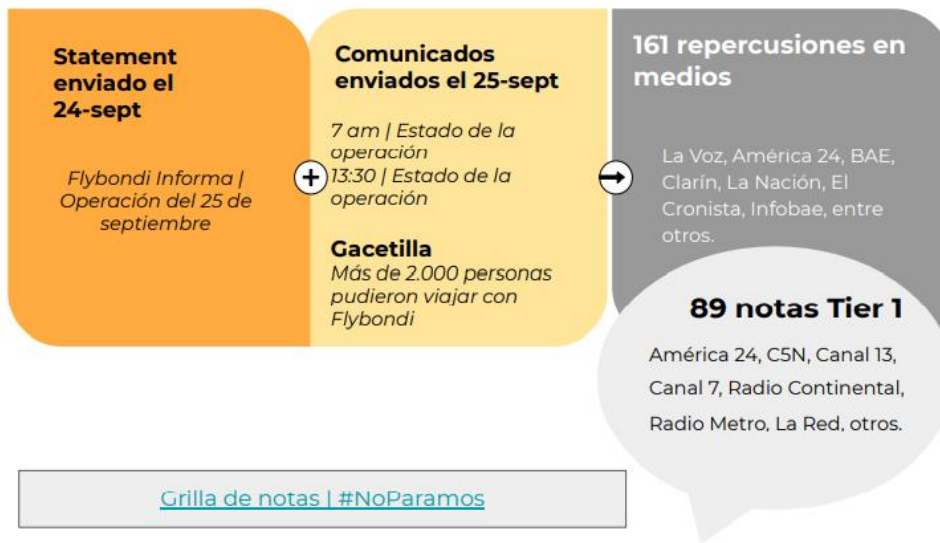 Statement
enviado el
24-sept
Flybondi Informa |
Operación del 25 de
septiembre
+
Comunicados
enviados el 25-sept
7 am | Estado de la
operación
13:30 | Estado de la
operación
Gacetilla
Más de 2.000 personas
pudieron viajar con
Flybondi
161 repercusiones en
medios
La Voz, América 24, BAE,
Clarín, La Nación, El
Cronista, Infobae, entre
otros.
89 notas Tier 1
América 24, C5N, Canal 13,
Canal 7, Radio Continental,
Radio Metro, La Red, otros.
Grilla de notas | #NoParamos